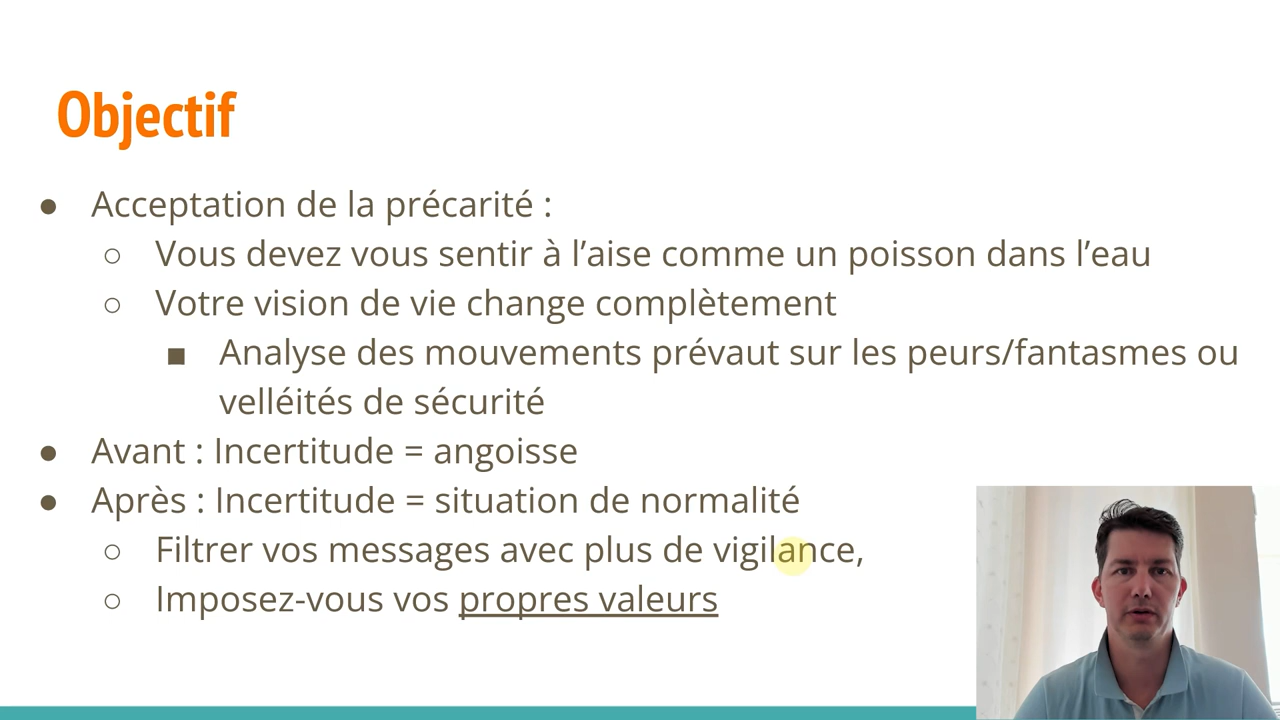 Objectif
● Acceptation de la précarité :
○ Vous devez vous sentir à l’aise comme un poisson dans l’eau
○ Votre vision de vie change complètement
■ Analyse des mouvements prévaut sur les peurs/fantasmes ou
velléités de sécurité
● Avant : Incertitude = angoisse
● Après : Incertitude = situation de normalité
○ Filtrer vos messages avec plus de vigilance,
○ Imposez-vous vos propres valeurs